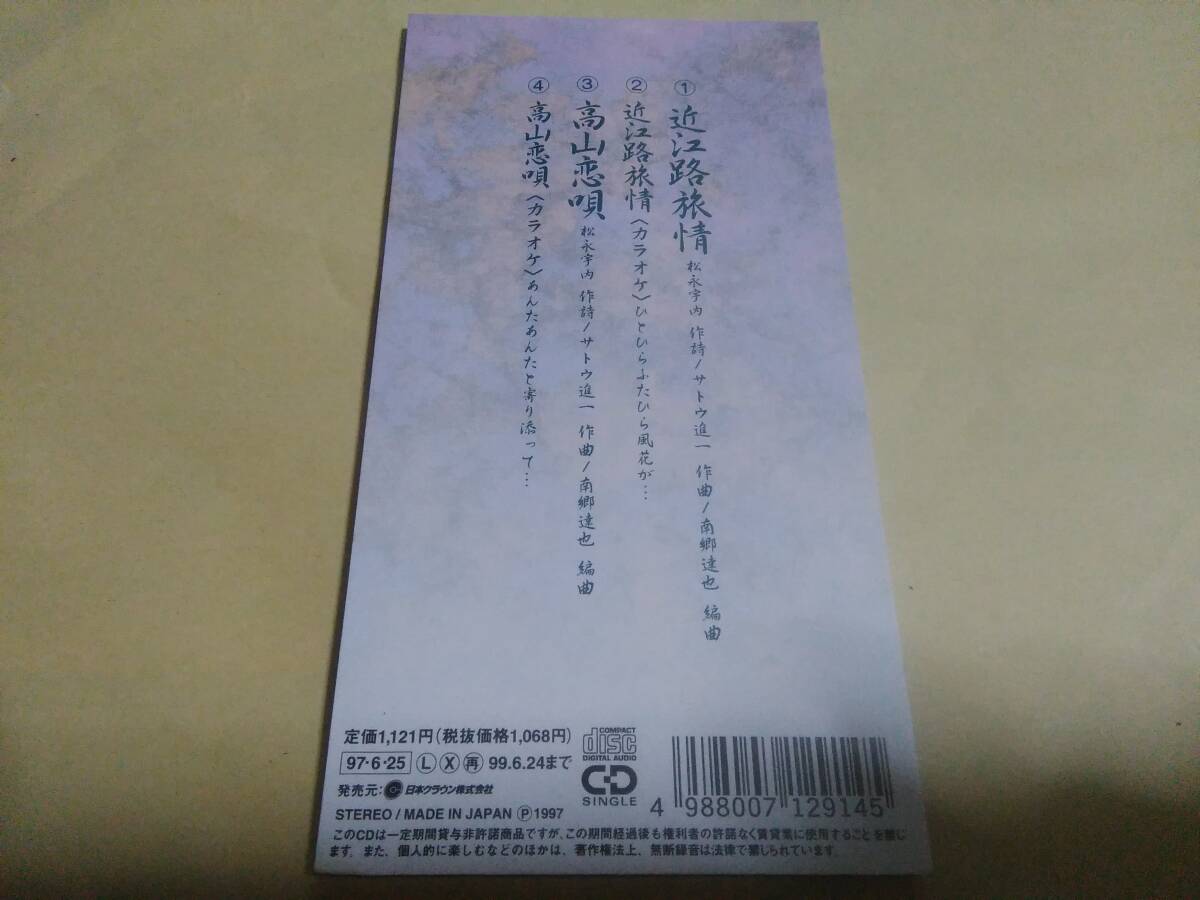 ① 近江路旅情 松永宇内 作詩/サトウ進一 作曲/南郷達也 編曲
② 近江路旅情〈カラオケ〉ひとひらふたひら風花が…
③ 高山恋唄 松永宇内 作詩/サトウ進一 作曲/南郷達也 編曲
④ 高山恋唄〈カラオケ〉あんたあんたと寄り添って…
定価1,121円(税抜価格1,068円)
97・6・25 Ⓛ Ⓧ 再 99.6.24まで
発売元: 日本クラウン株式会社
STEREO / MADE IN JAPAN Ⓟ1997
COMPACT
disc
DIGITAL AUDIO
CD
SINGLE
4 988007 129145
このCDは一定期間貸与非許諾商品ですが、この期間経過後も権利者の許諾なく賃貸業に使用することを禁じ
ます。また、個人的に楽しむなどのほかは、著作権法上、無断録音は法律で禁じられています。